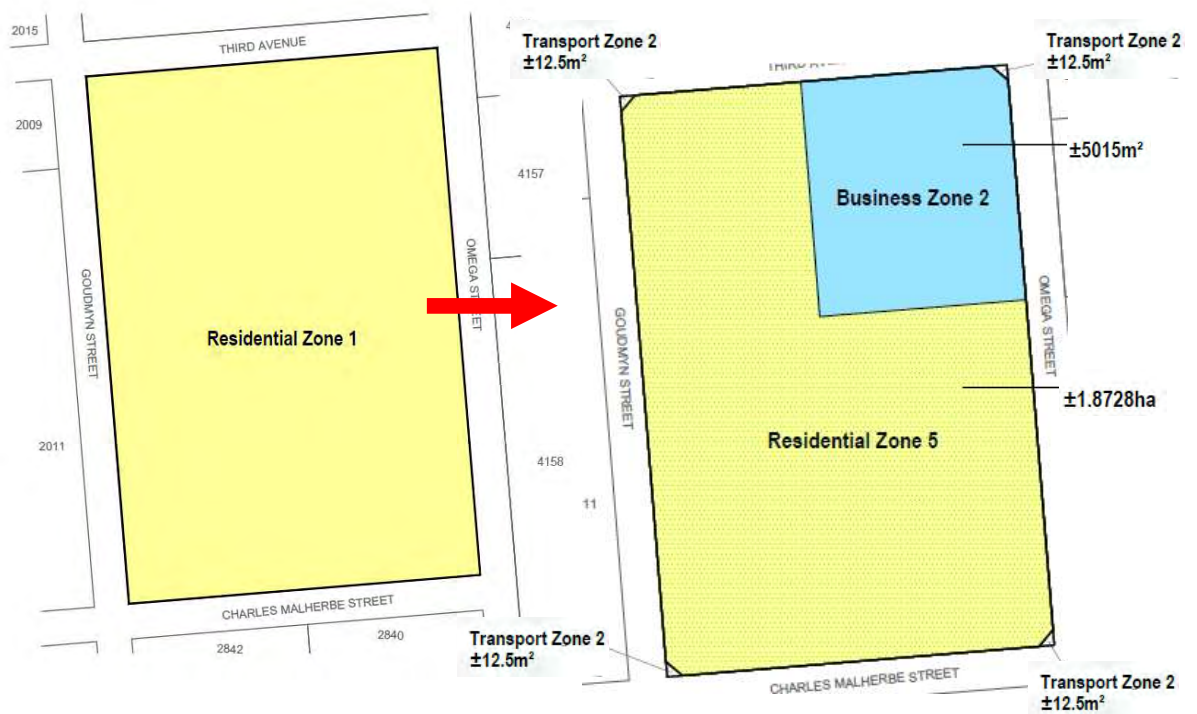 2015
THIRD AVENUE
2009
4157
GOUDMYN STREET
OMEGA STREET
Residential Zone 1
2011
4158
CHARLES MALHERBE STREET
2842
2840
Transport Zone 2
±12.5m²
Transport Zone 2
±12.5m²
±5015m²
Business Zone 2
OMEGA STREET
GOUDMYN STREET
±1.8728ha
Residential Zone 5
11
Transport Zone 2
±12.5m²
CHARLES MALHERBE STREET
Transport Zone 2
±12.5m²